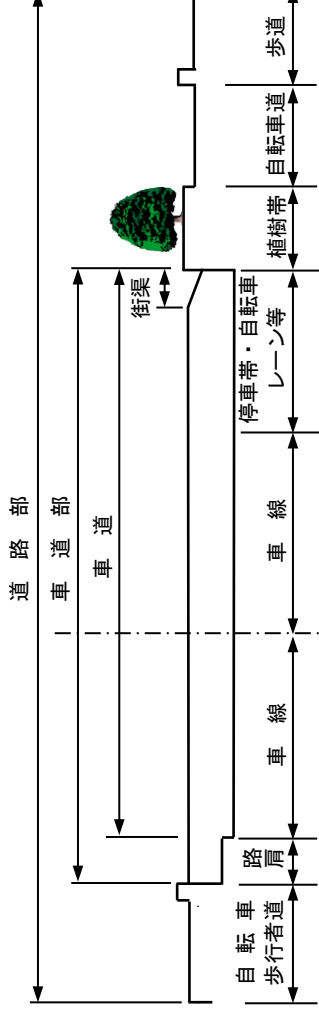 道路部
車道部
車道
街渠
自転車
歩行者道
路肩
車線
車線
停車帯・自転車
レーン等
植樹帯
自転車道
歩道